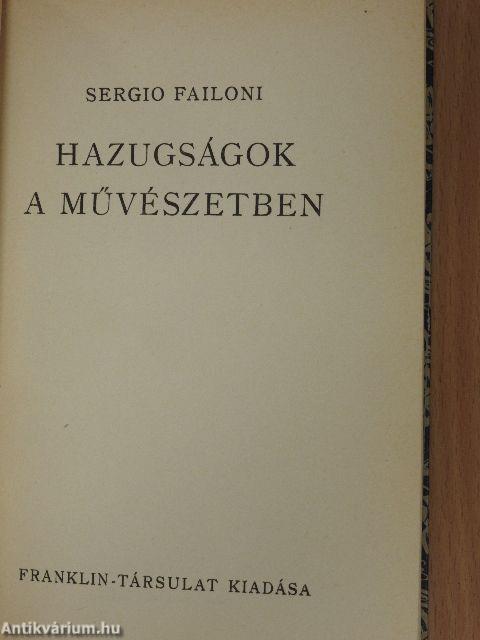 SERGIO FAILONI
HAZUGSÁGOK
A MŰVÉSZETBEN
FRANKLIN-TÁRSULAT KIADÁSA
Antikvárium.hu